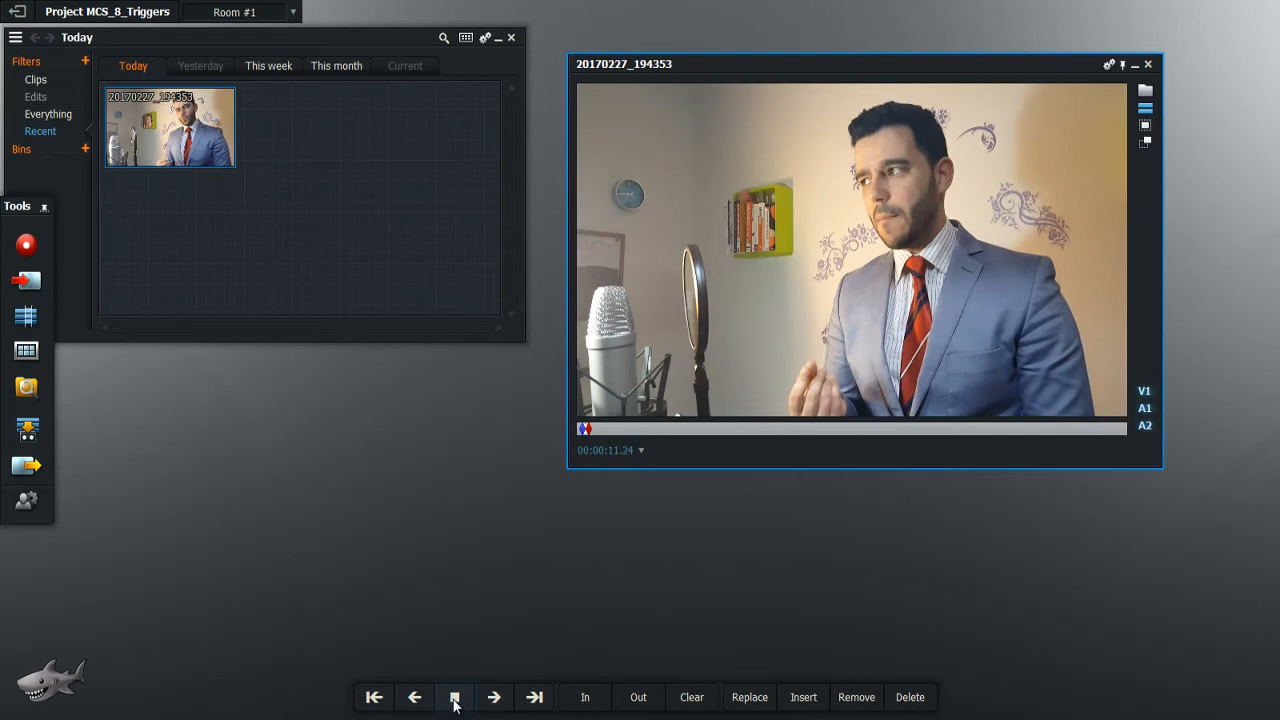 Project MCS_8_Triggers
Room #1
Today
Filters +
Clips
Edits
Everything
Recent
Bins +
Today Yesterday This week This month Current
20170227_194353
Tools
20170227_194353
V1
A1
A2
00:00:11.24
In Out Clear Replace Insert Remove Delete